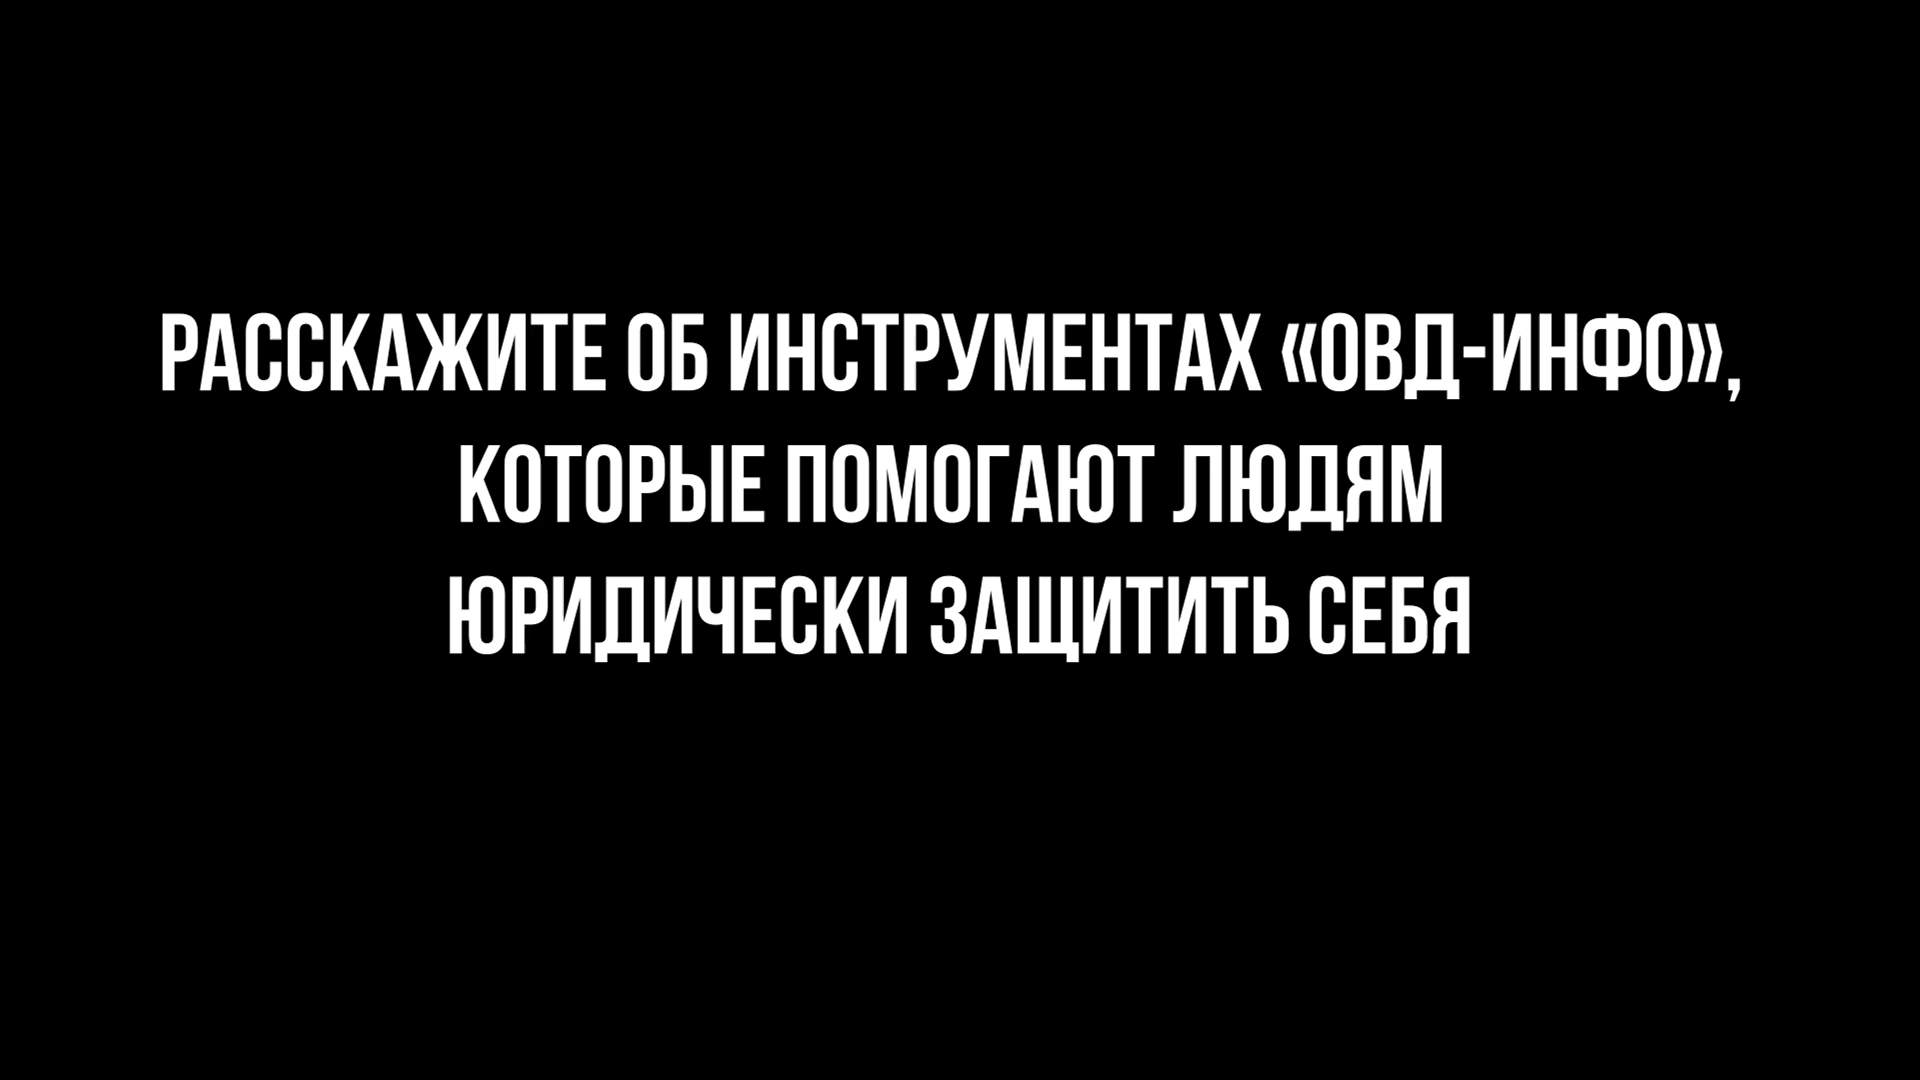 РАССКАЖИТЕ ОБ ИНСТРУМЕНТАХ «ОВД-ИНФО»,
КОТОРЫЕ ПОМОГАЮТ ЛЮДЯМ
ЮРИДИЧЕСКИ ЗАЩИТИТЬ СЕБЯ